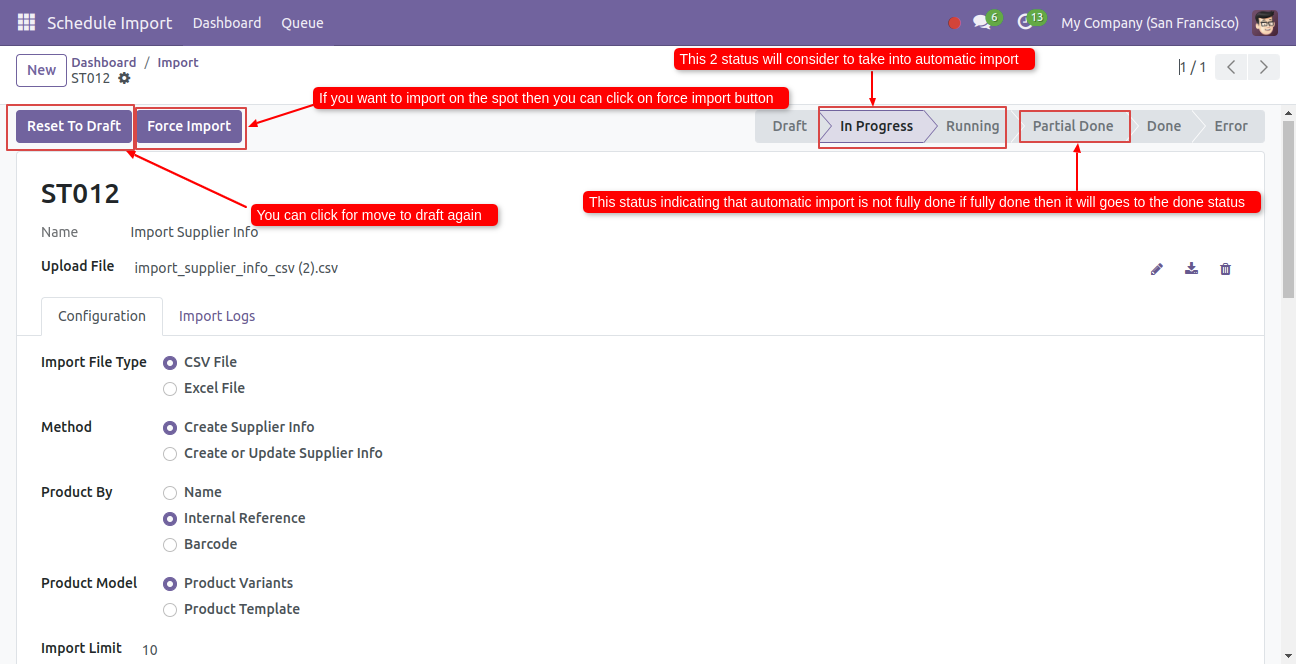 Schedule Import Dashboard Queue 6 13 My Company (San Francisco)
New Dashboard / Import
ST012
This 2 status will consider to take into automatic import
1 / 1
If you want to import on the spot then you can click on force import button
Reset To Draft Force Import Draft In Progress Running Partial Done Done Error
ST012
This status indicating that automatic import is not fully done if fully done then it will goes to the done status
You can click for move to draft again
Name Import Supplier Info
Upload File import_supplier_info_csv (2).csv
Configuration Import Logs
Import File Type CSV File
Excel File
Method Create Supplier Info
Create or Update Supplier Info
Product By Name
Internal Reference
Barcode
Product Model Product Variants
Product Template
Import Limit 10